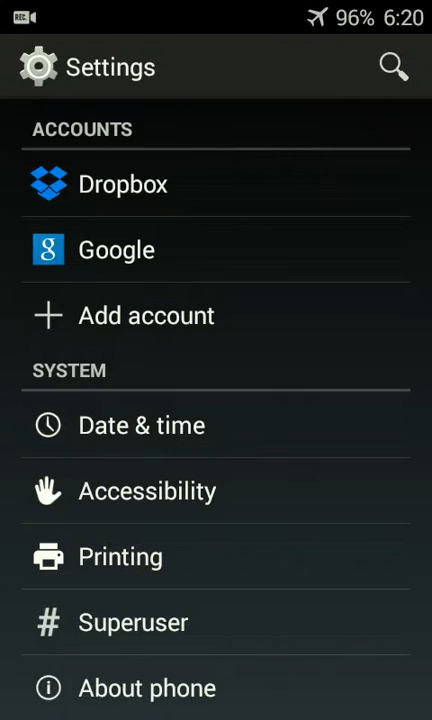 REC
96% 6:20
Settings
ACCOUNTS
Dropbox
g Google
Add account
SYSTEM
Date & time
Accessibility
Printing
# Superuser
i About phone